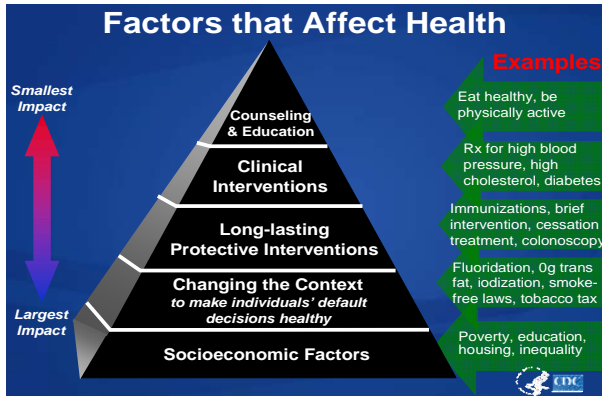 Factors that Affect Health
Examples
Smallest
Impact
Largest
Impact
Counseling
& Education
Eat healthy, be
physically active
Clinical
Interventions
Rx for high blood
pressure, high
cholesterol, diabetes
Long-lasting
Protective Interventions
Immunizations, brief
intervention, cessation
treatment, colonoscopy
Changing the Context
to make individuals' default
decisions healthy
Fluoridation, 0g trans
fat, iodization, smoke-
free laws, tobacco tax
Socioeconomic Factors
Poverty, education,
housing, inequality
CDC